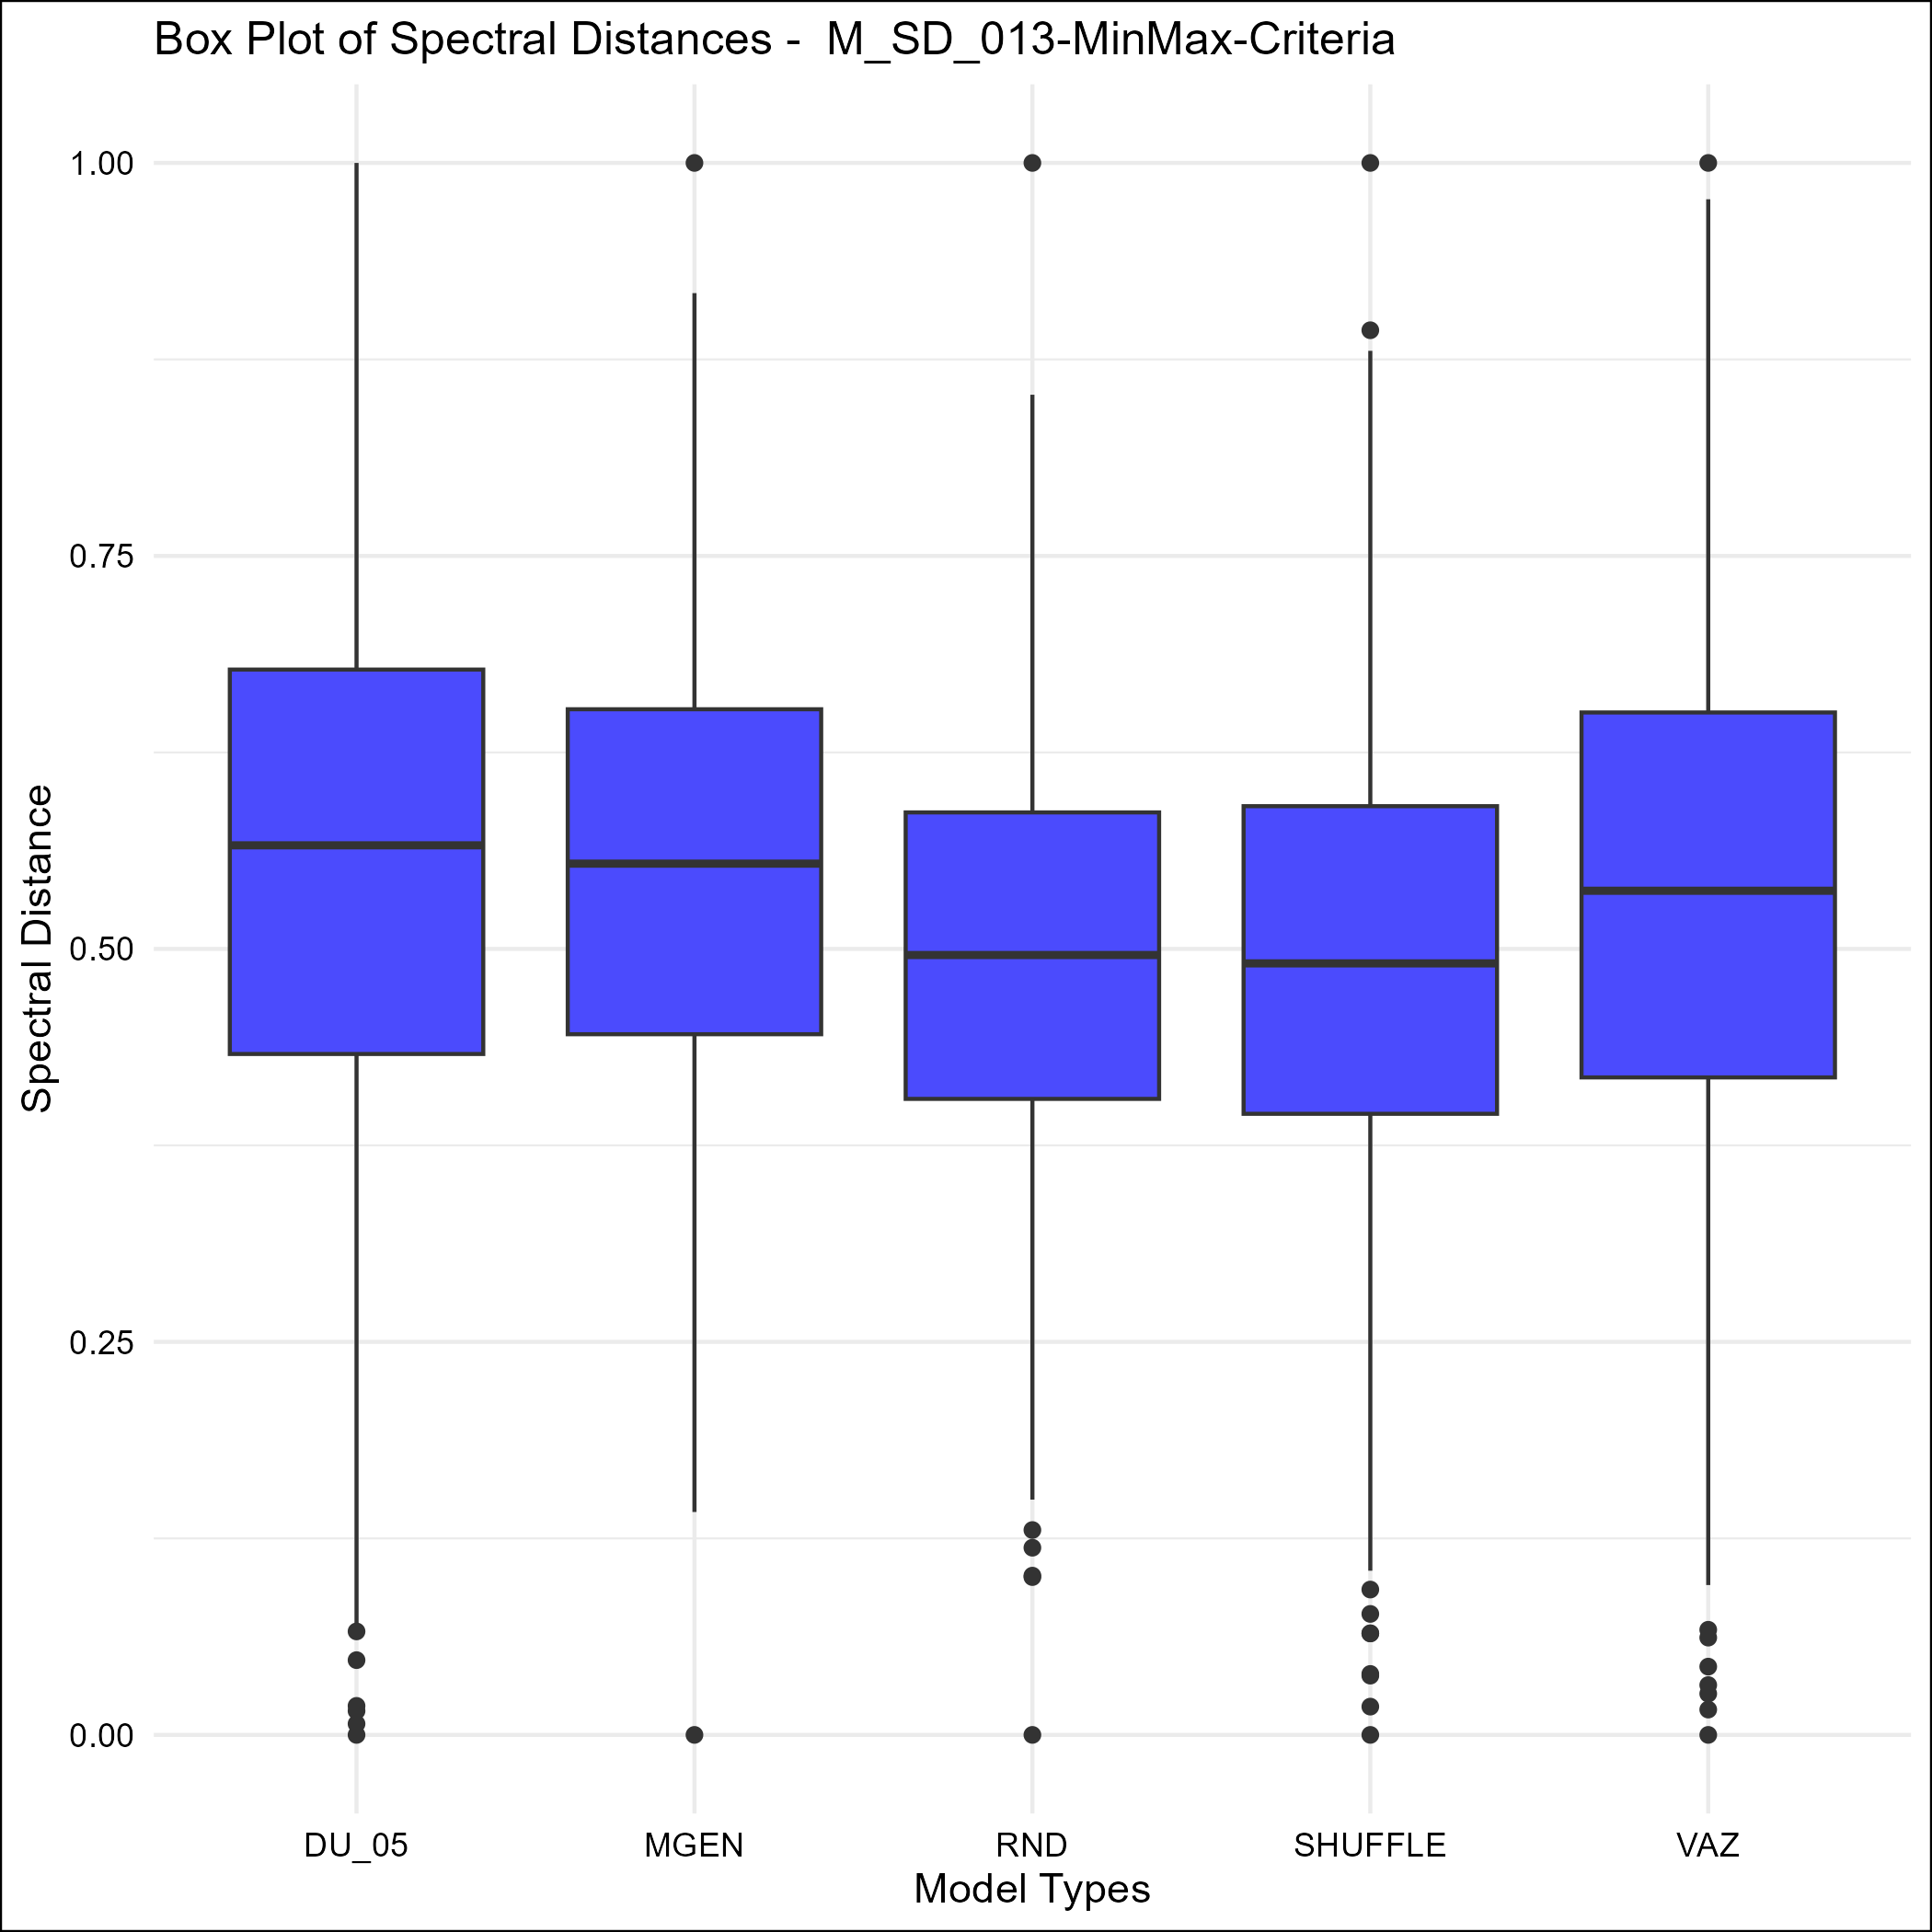 Box Plot of Spectral Distances -  M_SD_013-MinMax-Criteria
Spectral Distance
1.00
0.75
0.50
0.25
0.00
DU_05 MGEN RND SHUFFLE VAZ
Model Types